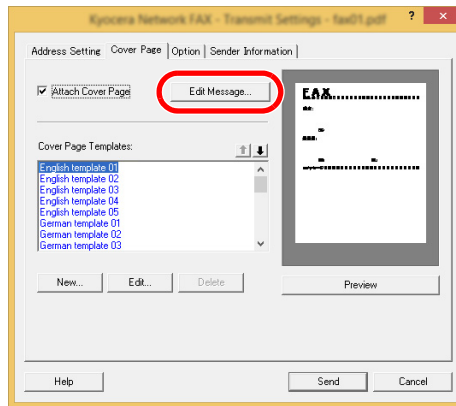 Kyocera Network FAX - Transmit Settings - fax01.pdf
?
Address Setting Cover Page Option Sender Information
Attach Cover Page Edit Message...
FAX
Cover Page Templates:
English template 01
English template 02
English template 03
English template 04
English template 05
German template 01
German template 02
German template 03
New... Edit... Delete Preview
Help Send Cancel